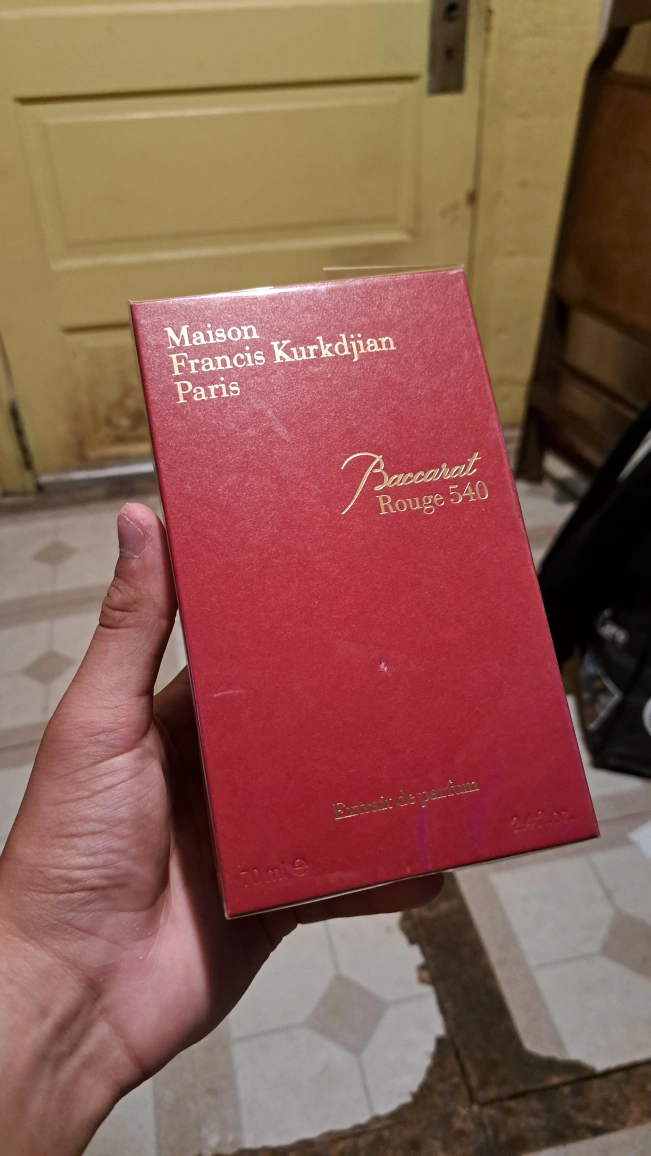 Maison
Francis Kurkdjian
Paris
Baccarat
Rouge 540
Extrait de parfum
70 ml ℮
2.4 fl.oz.